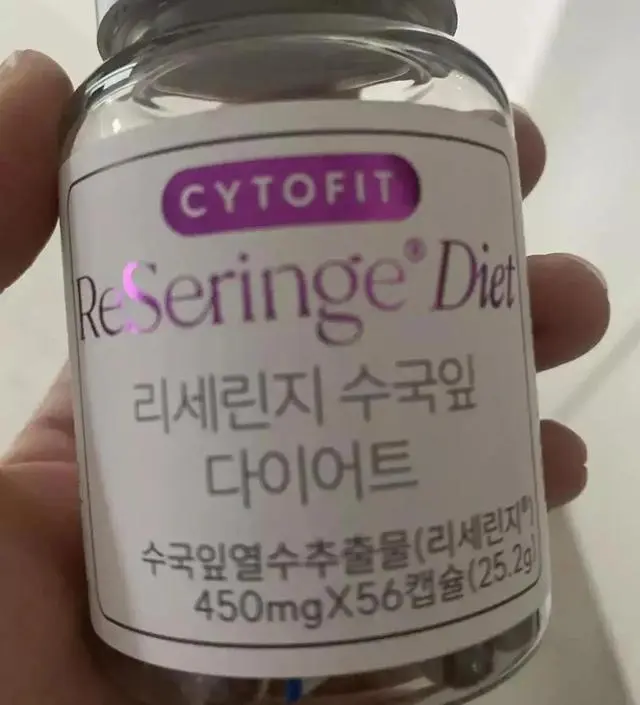 CYTOFIT
ReSeringe® Diet
리세린지 수국잎
다이어트
수국잎열수추출물(리세린지®)
450mgX56캡슐(25.2g)